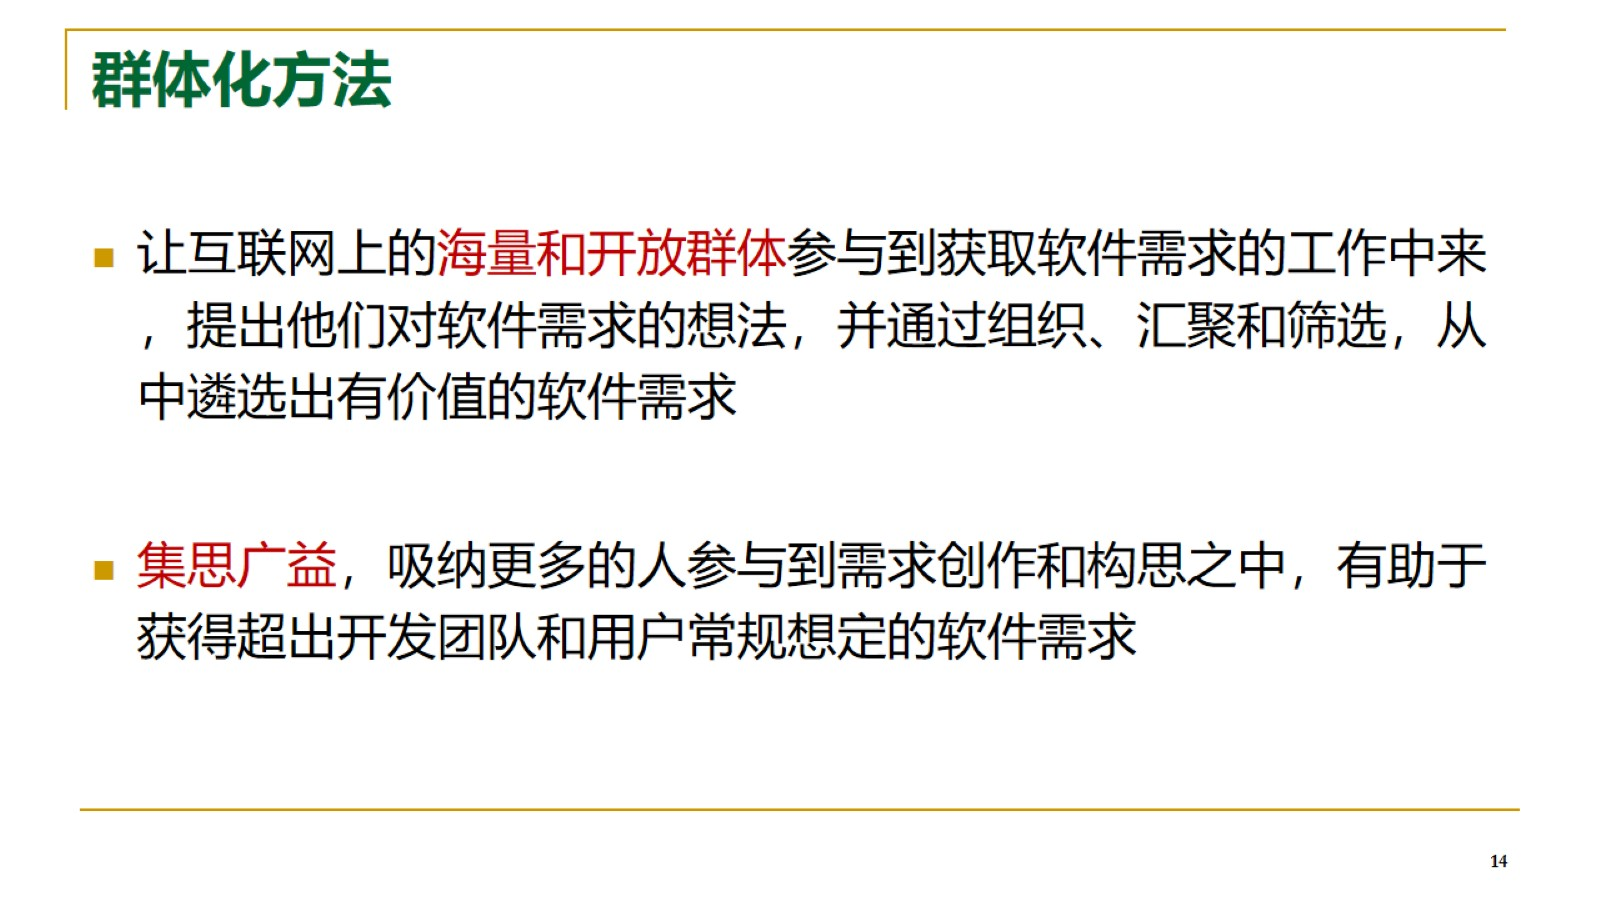 群体化方法
让互联网上的海量和开放群体参与到获取软件需求的工作中来
，提出他们对软件需求的想法，并通过组织、汇聚和筛选，从
中遴选出有价值的软件需求
集思广益，吸纳更多的人参与到需求创作和构思之中，有助于
获得超出开发团队和用户常规想定的软件需求
14